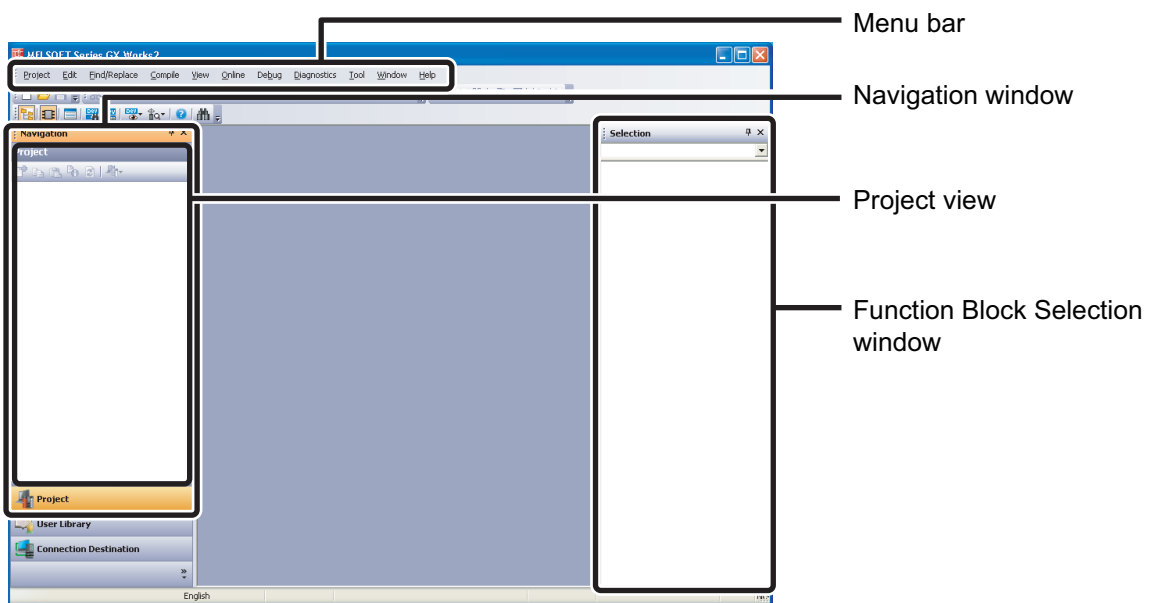 Menu bar
MELSOFT Series GX Works2
Project Edit Find/Replace Compile View Online Debug Diagnostics Tool Window Help
Navigation window
Navigation
Selection
Project
Project view
Function Block Selection
window
Project
User Library
Connection Destination
English